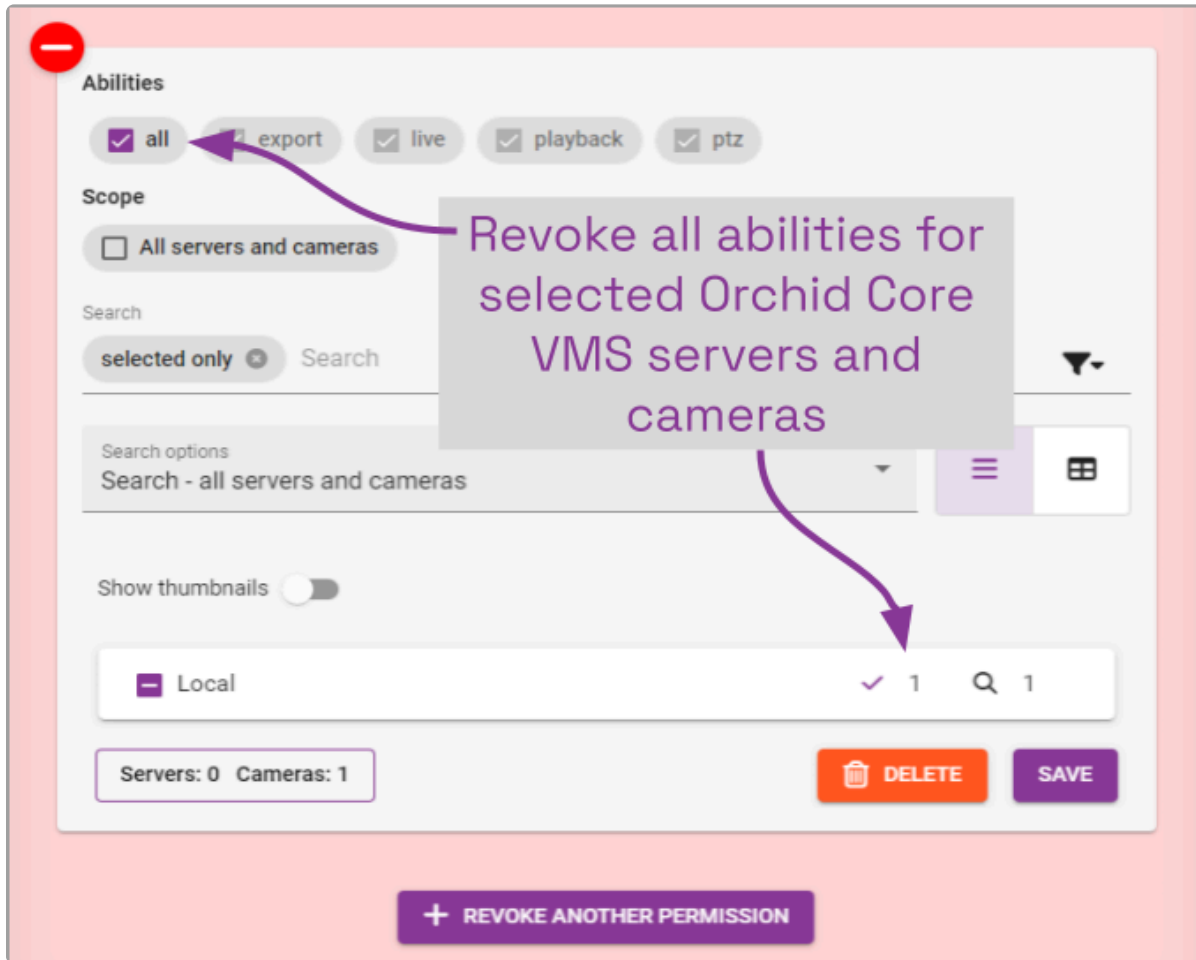 Abilities
all export live playback ptz
Scope
All servers and cameras
Revoke all abilities for
selected Orchid Core
VMS servers and
cameras
Search
selected only Search
Search options
Search - all servers and cameras
Show thumbnails
Local 1 1
Servers: 0 Cameras: 1
DELETE
SAVE
REVOKE ANOTHER PERMISSION